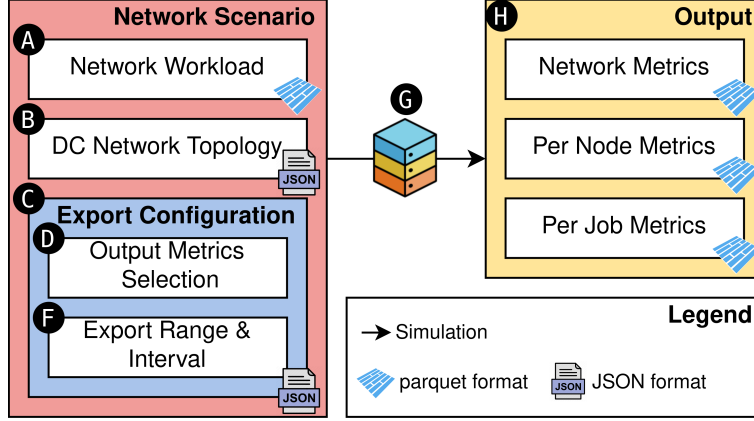 Network Scenario
A
Network Workload
B
DC Network Topology
JSON
C
Export Configuration
D
Output Metrics
Selection
F
Export Range &
Interval
JSON
G
H
Output
Network Metrics
Per Node Metrics
Per Job Metrics
Legend
Simulation
parquet format
JSON
JSON format